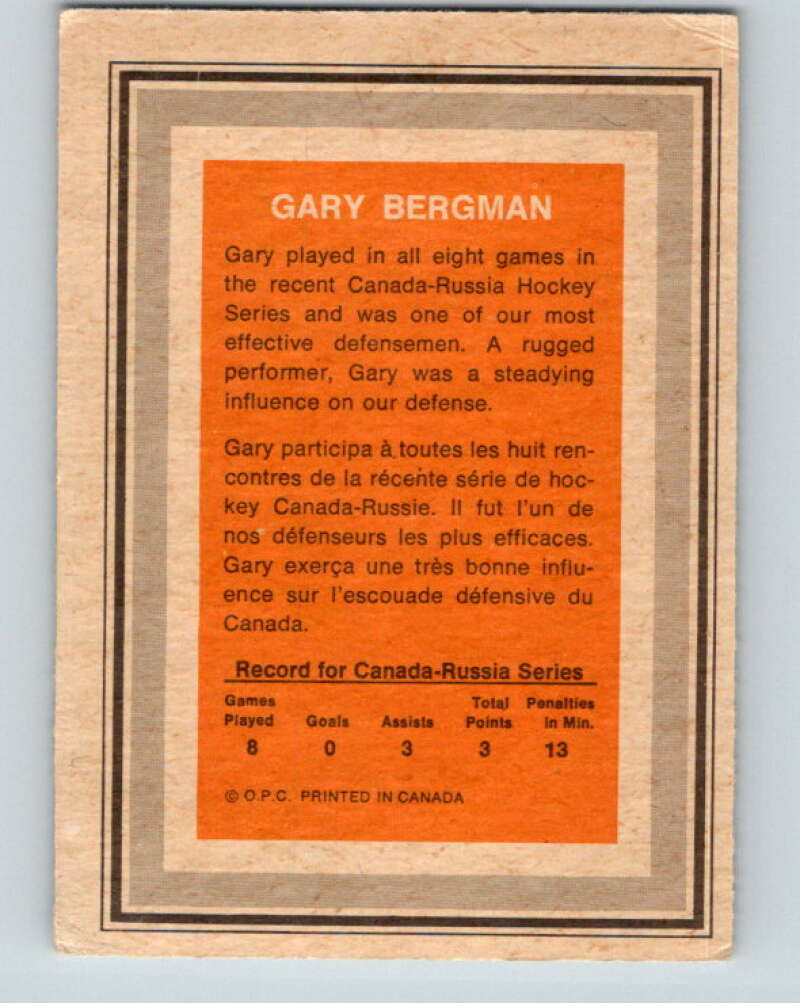 GARY BERGMAN
Gary played in all eight games in
the recent Canada-Russia Hockey
Series and was one of our most
effective defensemen. A rugged
performer, Gary was a steadying
influence on our defense.
Gary participa à toutes les huit ren-
contres de la récente série de hoc-
key Canada-Russie. Il fut l'un de
nos défenseurs les plus efficaces.
Gary exerça une très bonne influ-
ence sur l'escouade défensive du
Canada.
Record for Canada-Russia Series
Games Total Penalties
Played Goals Assists Points In Min.
8 0 3 3 13
© O.P.C. PRINTED IN CANADA